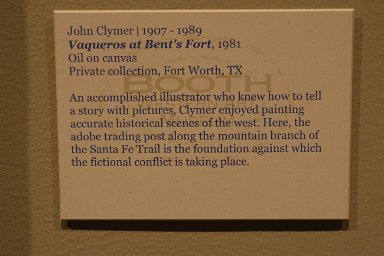 John Clymer | 1907 - 1989
Vaqueros at Bent's Fort, 1981
Oil on canvas
Private collection, Fort Worth, TX
BOOTH
An accomplished illustrator who knew how to tell
a story with pictures, Clymer enjoyed painting
accurate historical scenes of the west. Here, the
adobe trading post along the mountain branch of
the Santa Fe Trail is the foundation against which
the fictional conflict is taking place.